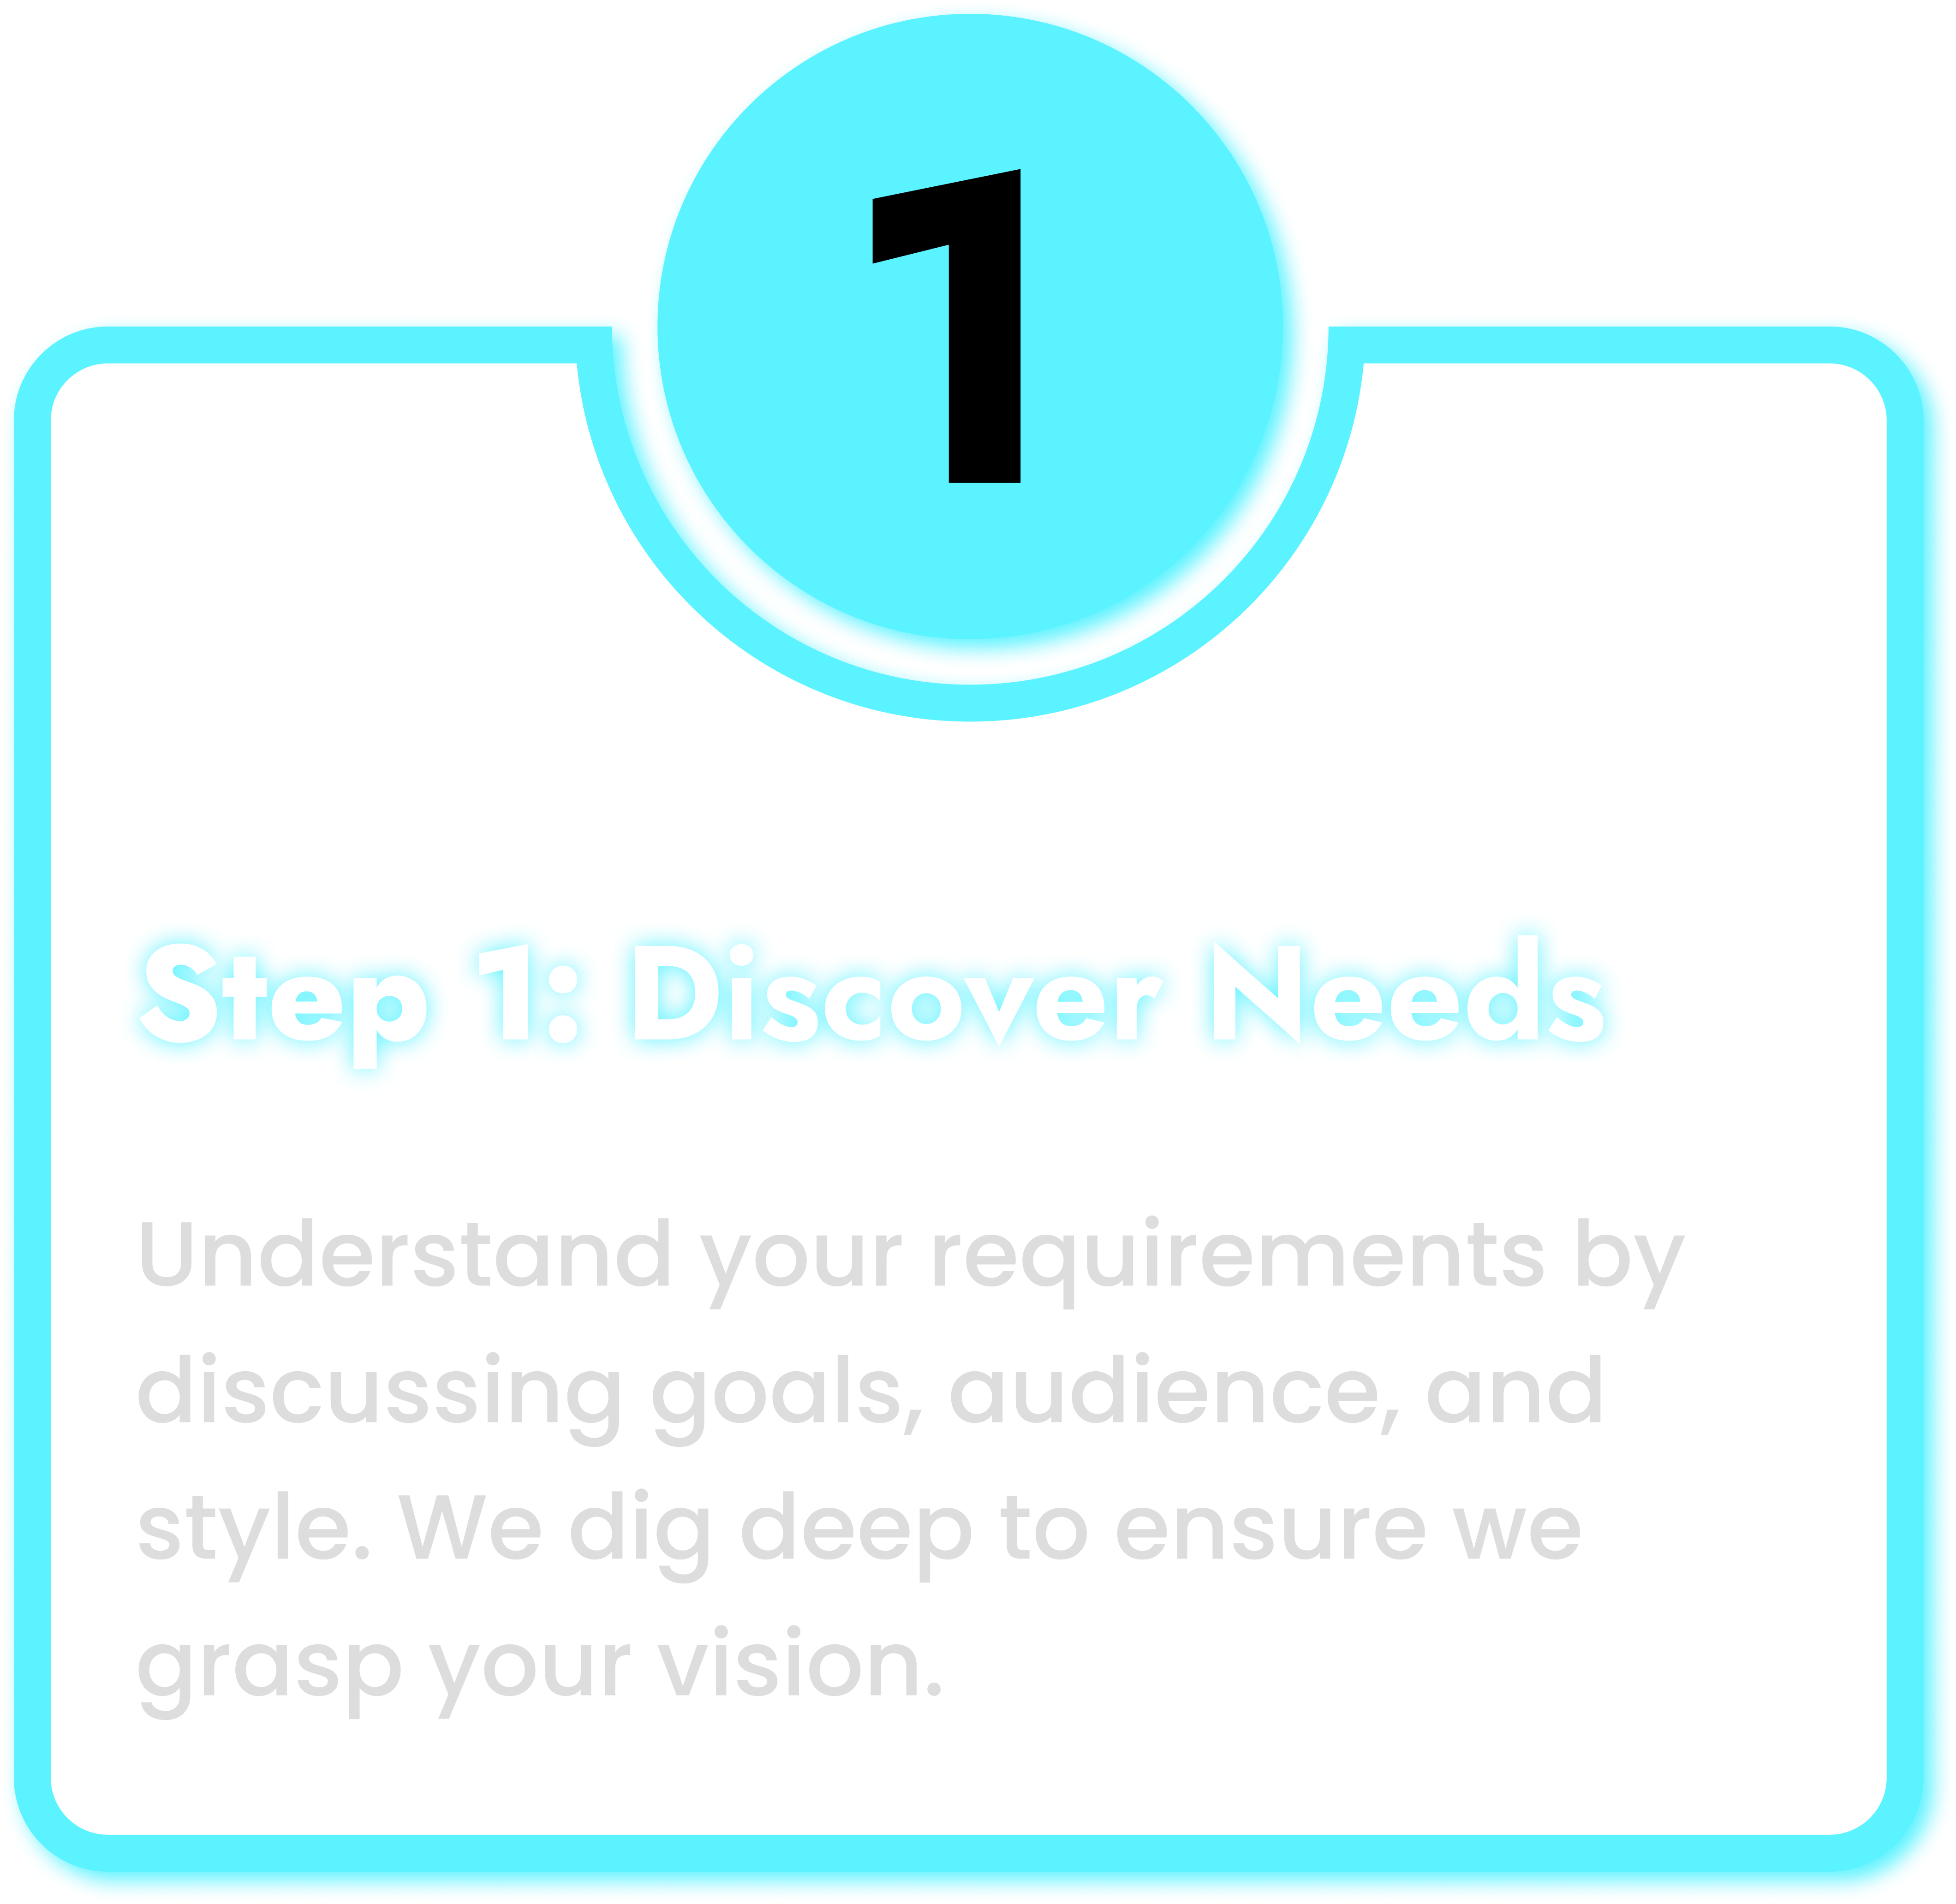 1
Step 1: Discover Needs
Understand your requirements by
discussing goals, audience, and
style. We dig deep to ensure we
grasp your vision.